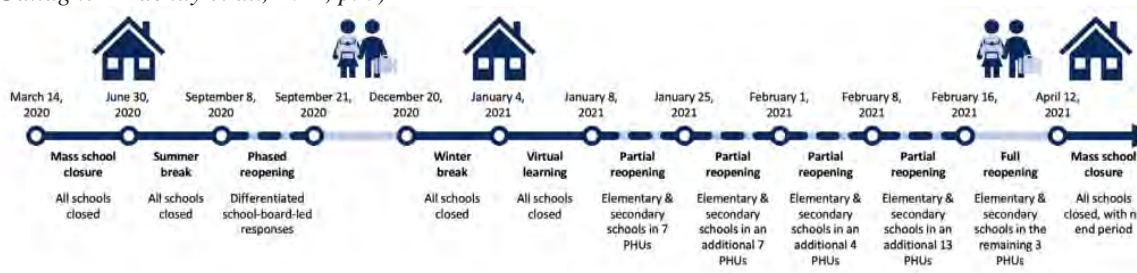 March 14,
2020
June 30,
2020
September 8,
2020
September 21,
2020
December 20,
2020
January 4,
2021
January 8,
2021
January 25,
2021
February 1,
2021
February 8,
2021
February 16,
2021
April 12,
2021
Mass school
closure
All schools
closed
Summer
break
All schools
closed
Phased
reopening
Differentiated
school-board-led
responses
Winter
break
All schools
closed
Virtual
learning
All schools
closed
Partial
reopening
Elementary &
secondary
schools in 7
PHUs
Partial
reopening
Elementary &
secondary
schools in an
additional 7
PHUs
Partial
reopening
Elementary &
secondary
schools in an
additional 4
PHUs
Partial
reopening
Elementary &
secondary
schools in an
additional 13
PHUs
Full
reopening
Elementary &
secondary
schools in the
remaining 3
PHUs
Mass school
closure
All schools
closed, with
end period